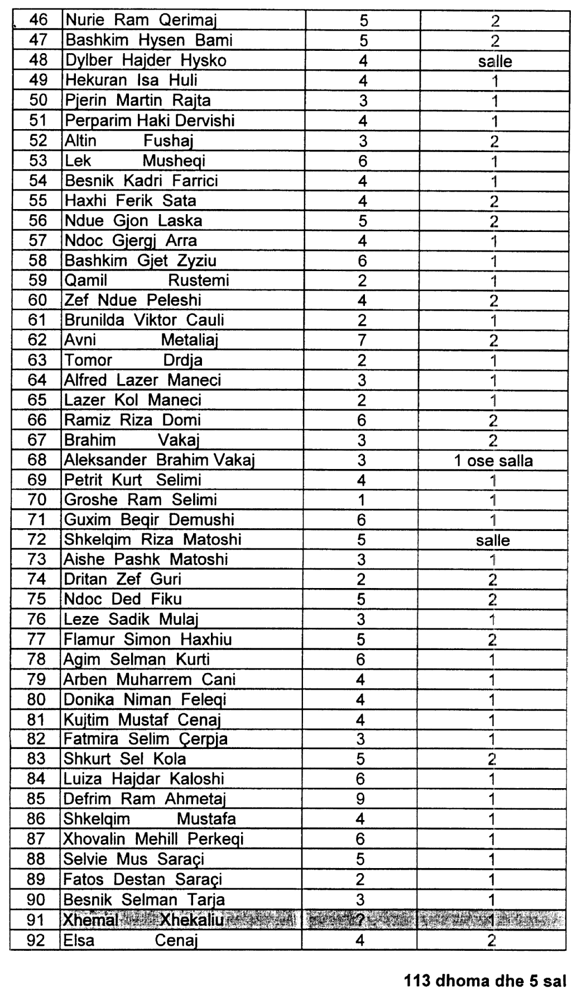 46 Nurie Ram Qerimaj 5 2
47 Bashkim Hysen Bami 5 2
48 Dylber Hajder Hysko 4 salle
49 Hekuran Isa Huli 4 1
50 Pjerin Martin Rajta 3 1
51 Perparim Haki Dervishi 4 1
52 Altin Fushaj 3 2
53 Lek Musheqi 6 1
54 Besnik Kadri Farrici 4 1
55 Haxhi Ferik Sata 4 2
56 Ndue Gjon Laska 5 2
57 Ndoc Gjergj Arra 4 1
58 Bashkim Gjet Zyziu 6 1
59 Qamil Rustemi 2 1
60 Zef Ndue Peleshi 4 2
61 Brunilda Viktor Cauli 2 1
62 Avni Metaliaj 7 2
63 Tomor Drdja 2 1
64 Alfred Lazer Maneci 3 1
65 Lazer Kol Maneci 2 1
66 Ramiz Riza Domi 6 2
67 Brahim Vakaj 3 2
68 Aleksander Brahim Vakaj 3 1 ose salla
69 Petrit Kurt Selimi 4 1
70 Groshe Ram Selimi 1 1
71 Guxim Beqir Demushi 6 1
72 Shkelqim Riza Matoshi 5 salle
73 Aishe Pashk Matoshi 3 1
74 Dritan Zef Guri 2 2
75 Ndoc Ded Fiku 5 2
76 Leze Sadik Mulaj 3 1
77 Flamur Simon Haxhiu 5 2
78 Agim Selman Kurti 6 1
79 Arben Muharrem Cani 4 1
80 Donika Niman Feleqi 4 1
81 Kujtim Mustaf Cenaj 4 1
82 Fatmira Selim Çerpja 3 1
83 Shkurt Sel Kola 5 2
84 Luiza Hajdar Kaloshi 6 1
85 Defrim Ram Ahmetaj 9 1
86 Shkelqim Mustafa 4 1
87 Xhovalin Mehill Perkeqi 6 1
88 Selvie Mus Saraçi 5 1
89 Fatos Destan Saraçi 2 1
90 Besnik Selman Tarja 3 1
91 Xhemal Xhekaliu ? 1
92 Elsa Cenaj 4 2
113 dhoma dhe 5 sal